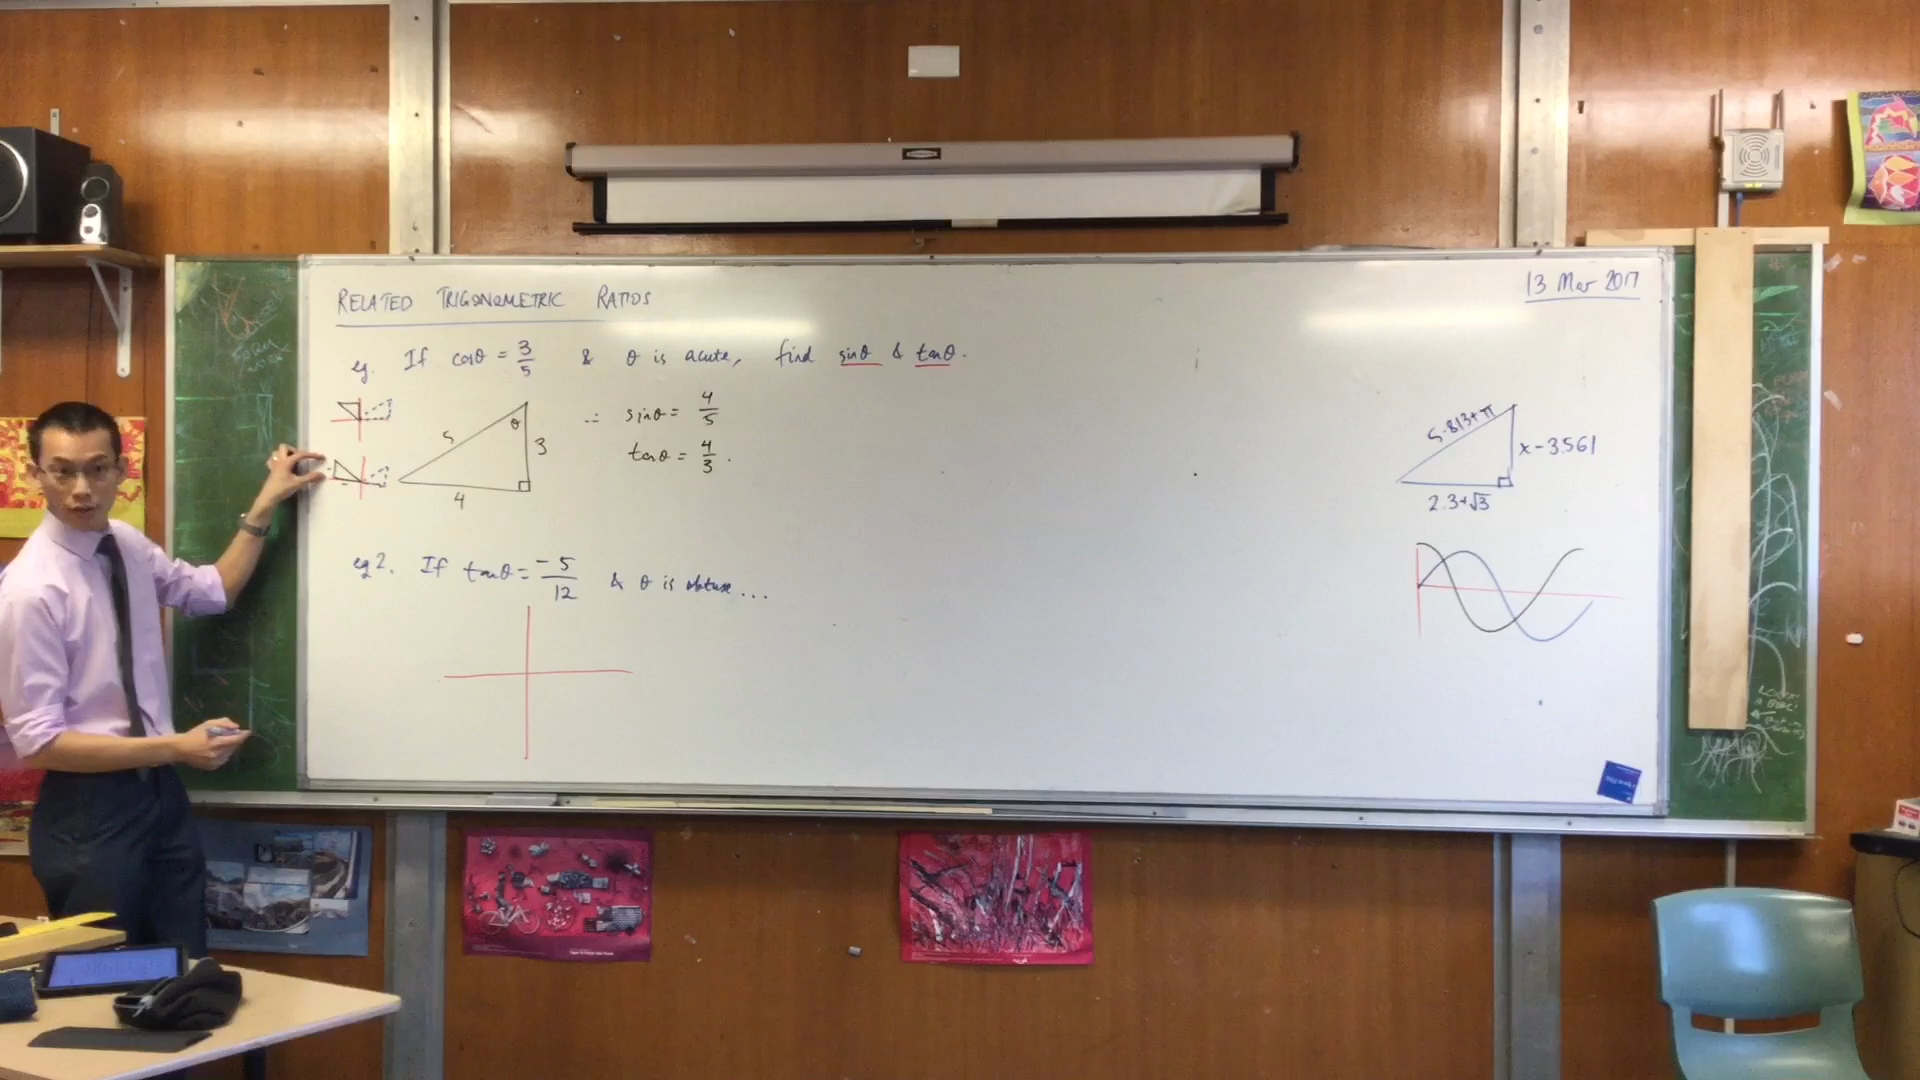 RELATED TRIGONOMETRIC RATIOS
13 Mar 2017
eg. If cosθ = 3/5 & θ is acute, find sinθ & tanθ.
5
θ
3
4
∴ sinθ = 4/5
tanθ = 4/3.
5.813+π
x - 3.561
2.3+√3
eg 2. If tanθ = -5/12 & θ is obtuse...